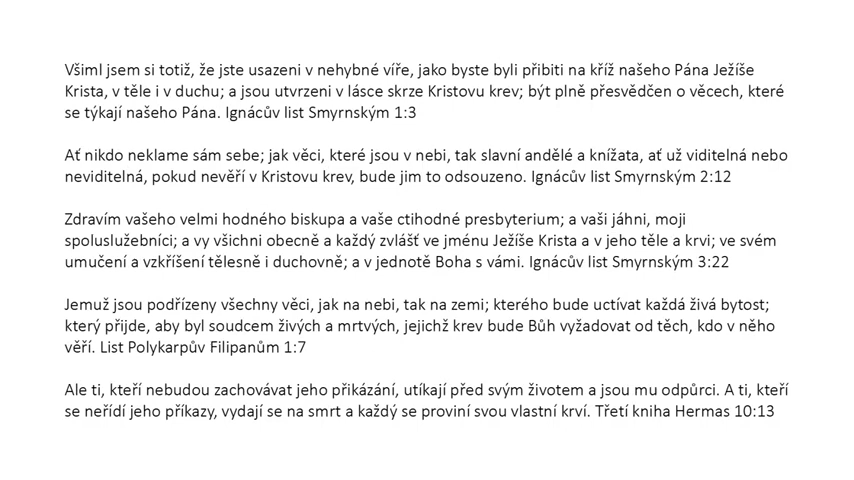 Všiml jsem si totiž, že jste usazeni v nehybné víře, jako byste byli přibiti na kříž našeho Pána Ježíše
Krista, v těle i v duchu; a jsou utvrzeni v lásce skrze Kristovu krev; být plně přesvědčen o věcech, které
se týkají našeho Pána. Ignácův list Smyrnským 1:3
Ať nikdo neklame sám sebe; jak věci, které jsou v nebi, tak slavní andělé a knížata, ať už viditelná nebo
neviditelná, pokud nevěří v Kristovu krev, bude jim to odsouzeno. Ignácův list Smyrnským 2:12
Zdravím vašeho velmi hodného biskupa a vaše ctihodné presbyterium; a vaši jáhni, moji
spoluslužebníci; a vy všichni obecně a každý zvlášť ve jménu Ježíše Krista a v jeho těle a krvi; ve svém
umučení a vzkříšení tělesně i duchovně; a v jednotě Boha s vámi. Ignácův list Smyrnským 3:22
Jemuž jsou podřízeny všechny věci, jak na nebi, tak na zemi; kterého bude uctívat každá živá bytost;
který přijde, aby byl soudcem živých a mrtvých, jejichž krev bude Bůh vyžadovat od těch, kdo v něho
věří. List Polykarpův Filipanům 1:7
Ale ti, kteří nebudou zachovávat jeho přikázání, utíkají před svým životem a jsou mu odpůrci. A ti, kteří
se neřídí jeho příkazy, vydají se na smrt a každý se proviní svou vlastní krví. Třetí kniha Hermas 10:13